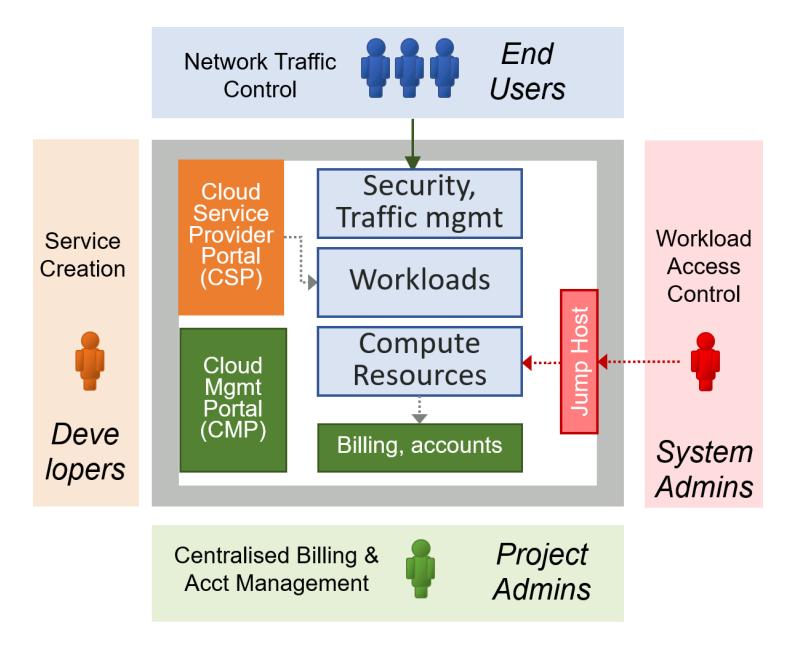 Network Traffic
Control
End
Users
Service
Creation
Deve
lopers
Cloud
Service
Provider
Portal
(CSP)
Cloud
Mgmt
Portal
(CMP)
Security,
Traffic mgmt
Workloads
Compute
Resources
Billing, accounts
Jump Host
Workload
Access
Control
System
Admins
Centralised Billing &
Acct Management
Project
Admins